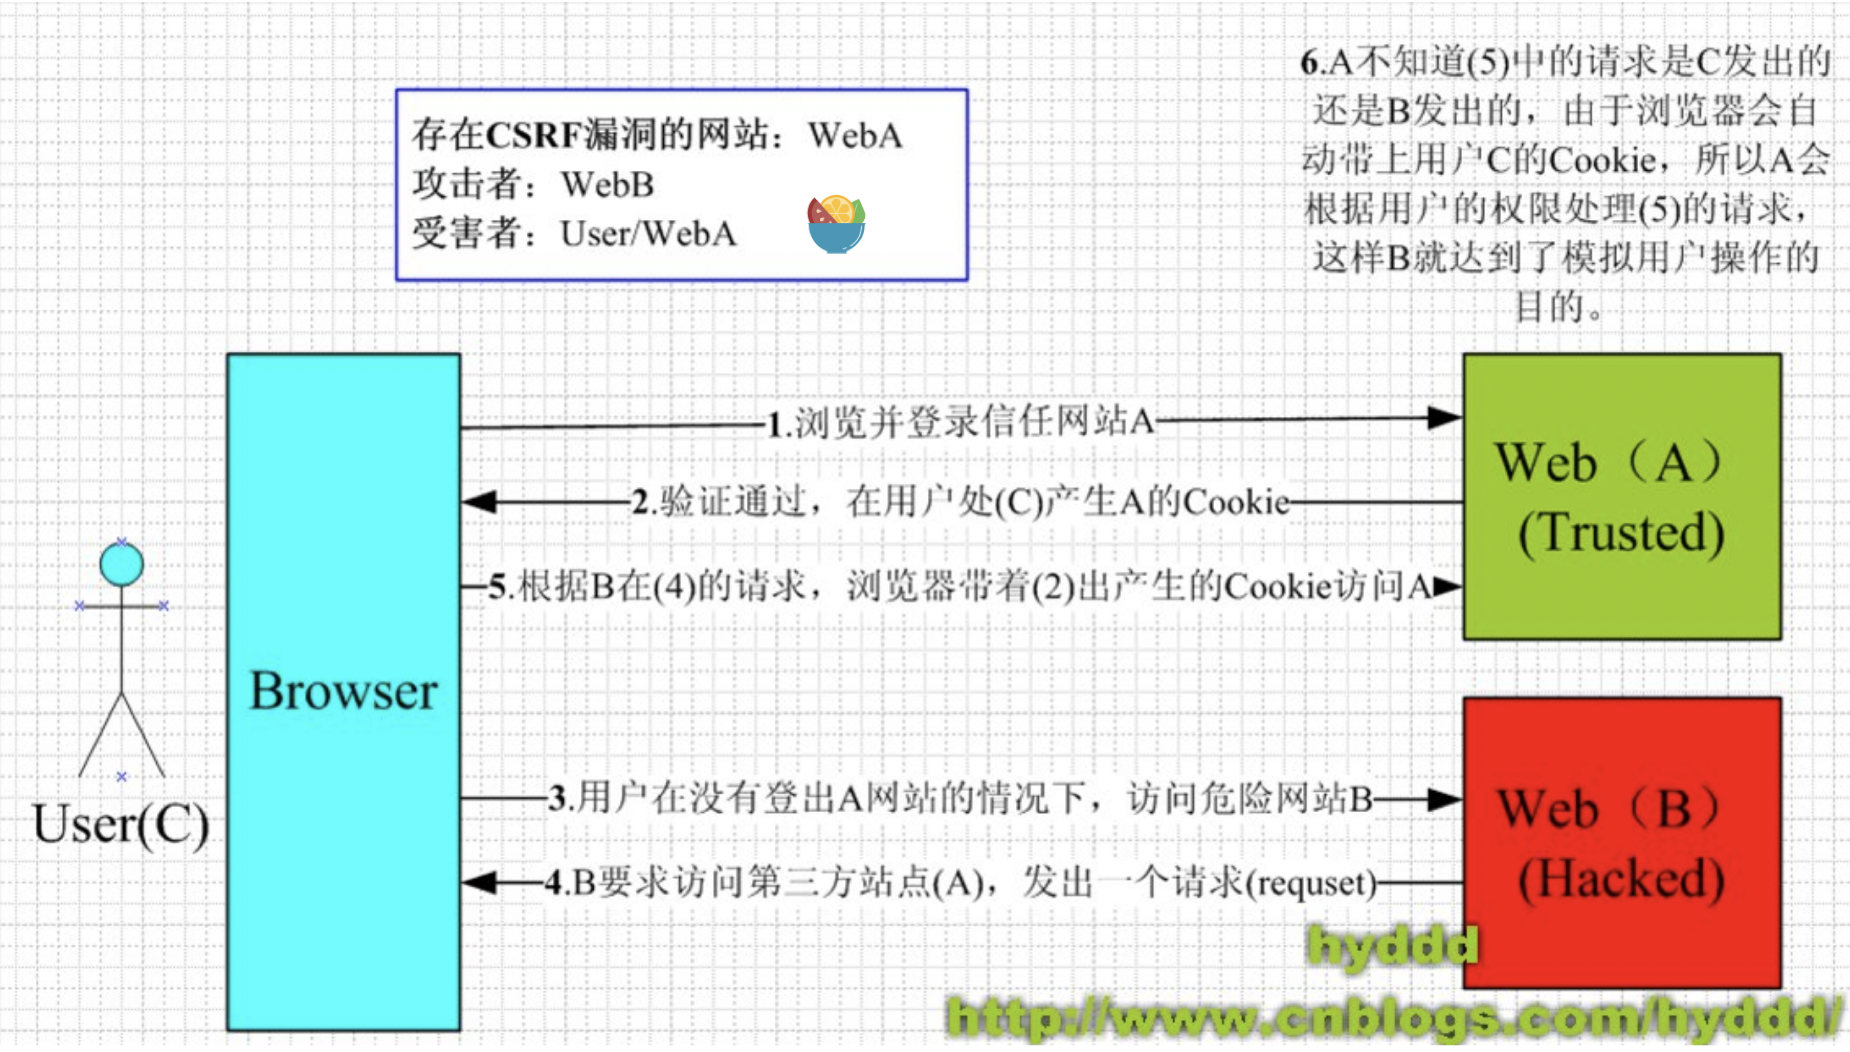 6.A不知道(5)中的请求是C发出的
还是B发出的，由于浏览器会自
动带上用户C的Cookie，所以A会
根据用户的权限处理(5)的请求，
这样B就达到了模拟用户操作的
目的。
存在CSRF漏洞的网站：WebA
攻击者：WebB
受害者：User/WebA
1.浏览并登录信任网站A
2.验证通过，在用户处(C)产生A的Cookie
5.根据B在(4)的请求，浏览器带着(2)出产生的Cookie访问A
Web（A）
(Trusted)
Browser
User(C)
3.用户在没有登出A网站的情况下，访问危险网站B
4.B要求访问第三方站点(A)，发出一个请求(requset)
Web（B）
(Hacked)
hyddd
http://www.cnblogs.com/hyddd/